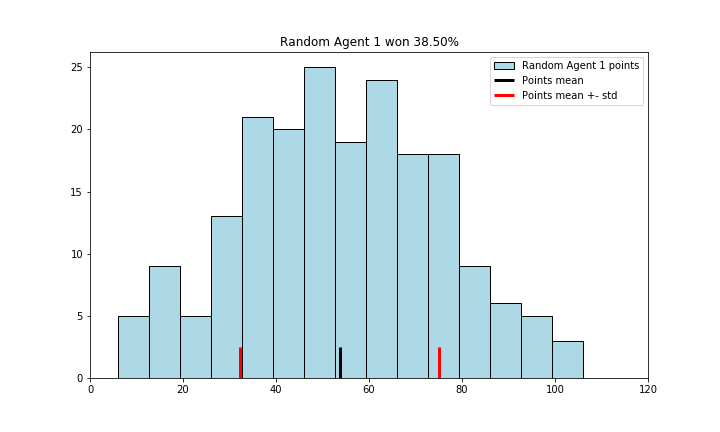 Random Agent 1 won 38.50%
Random Agent 1 points
Points mean
Points mean +- std
25
20
15
10
5
0
0 20 40 60 80 100 120